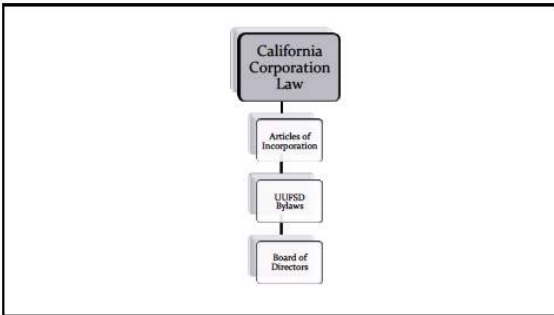 California
Corporation
Law
Articles of
Incorporation
UUFSD
Bylaws
Board of
Directors